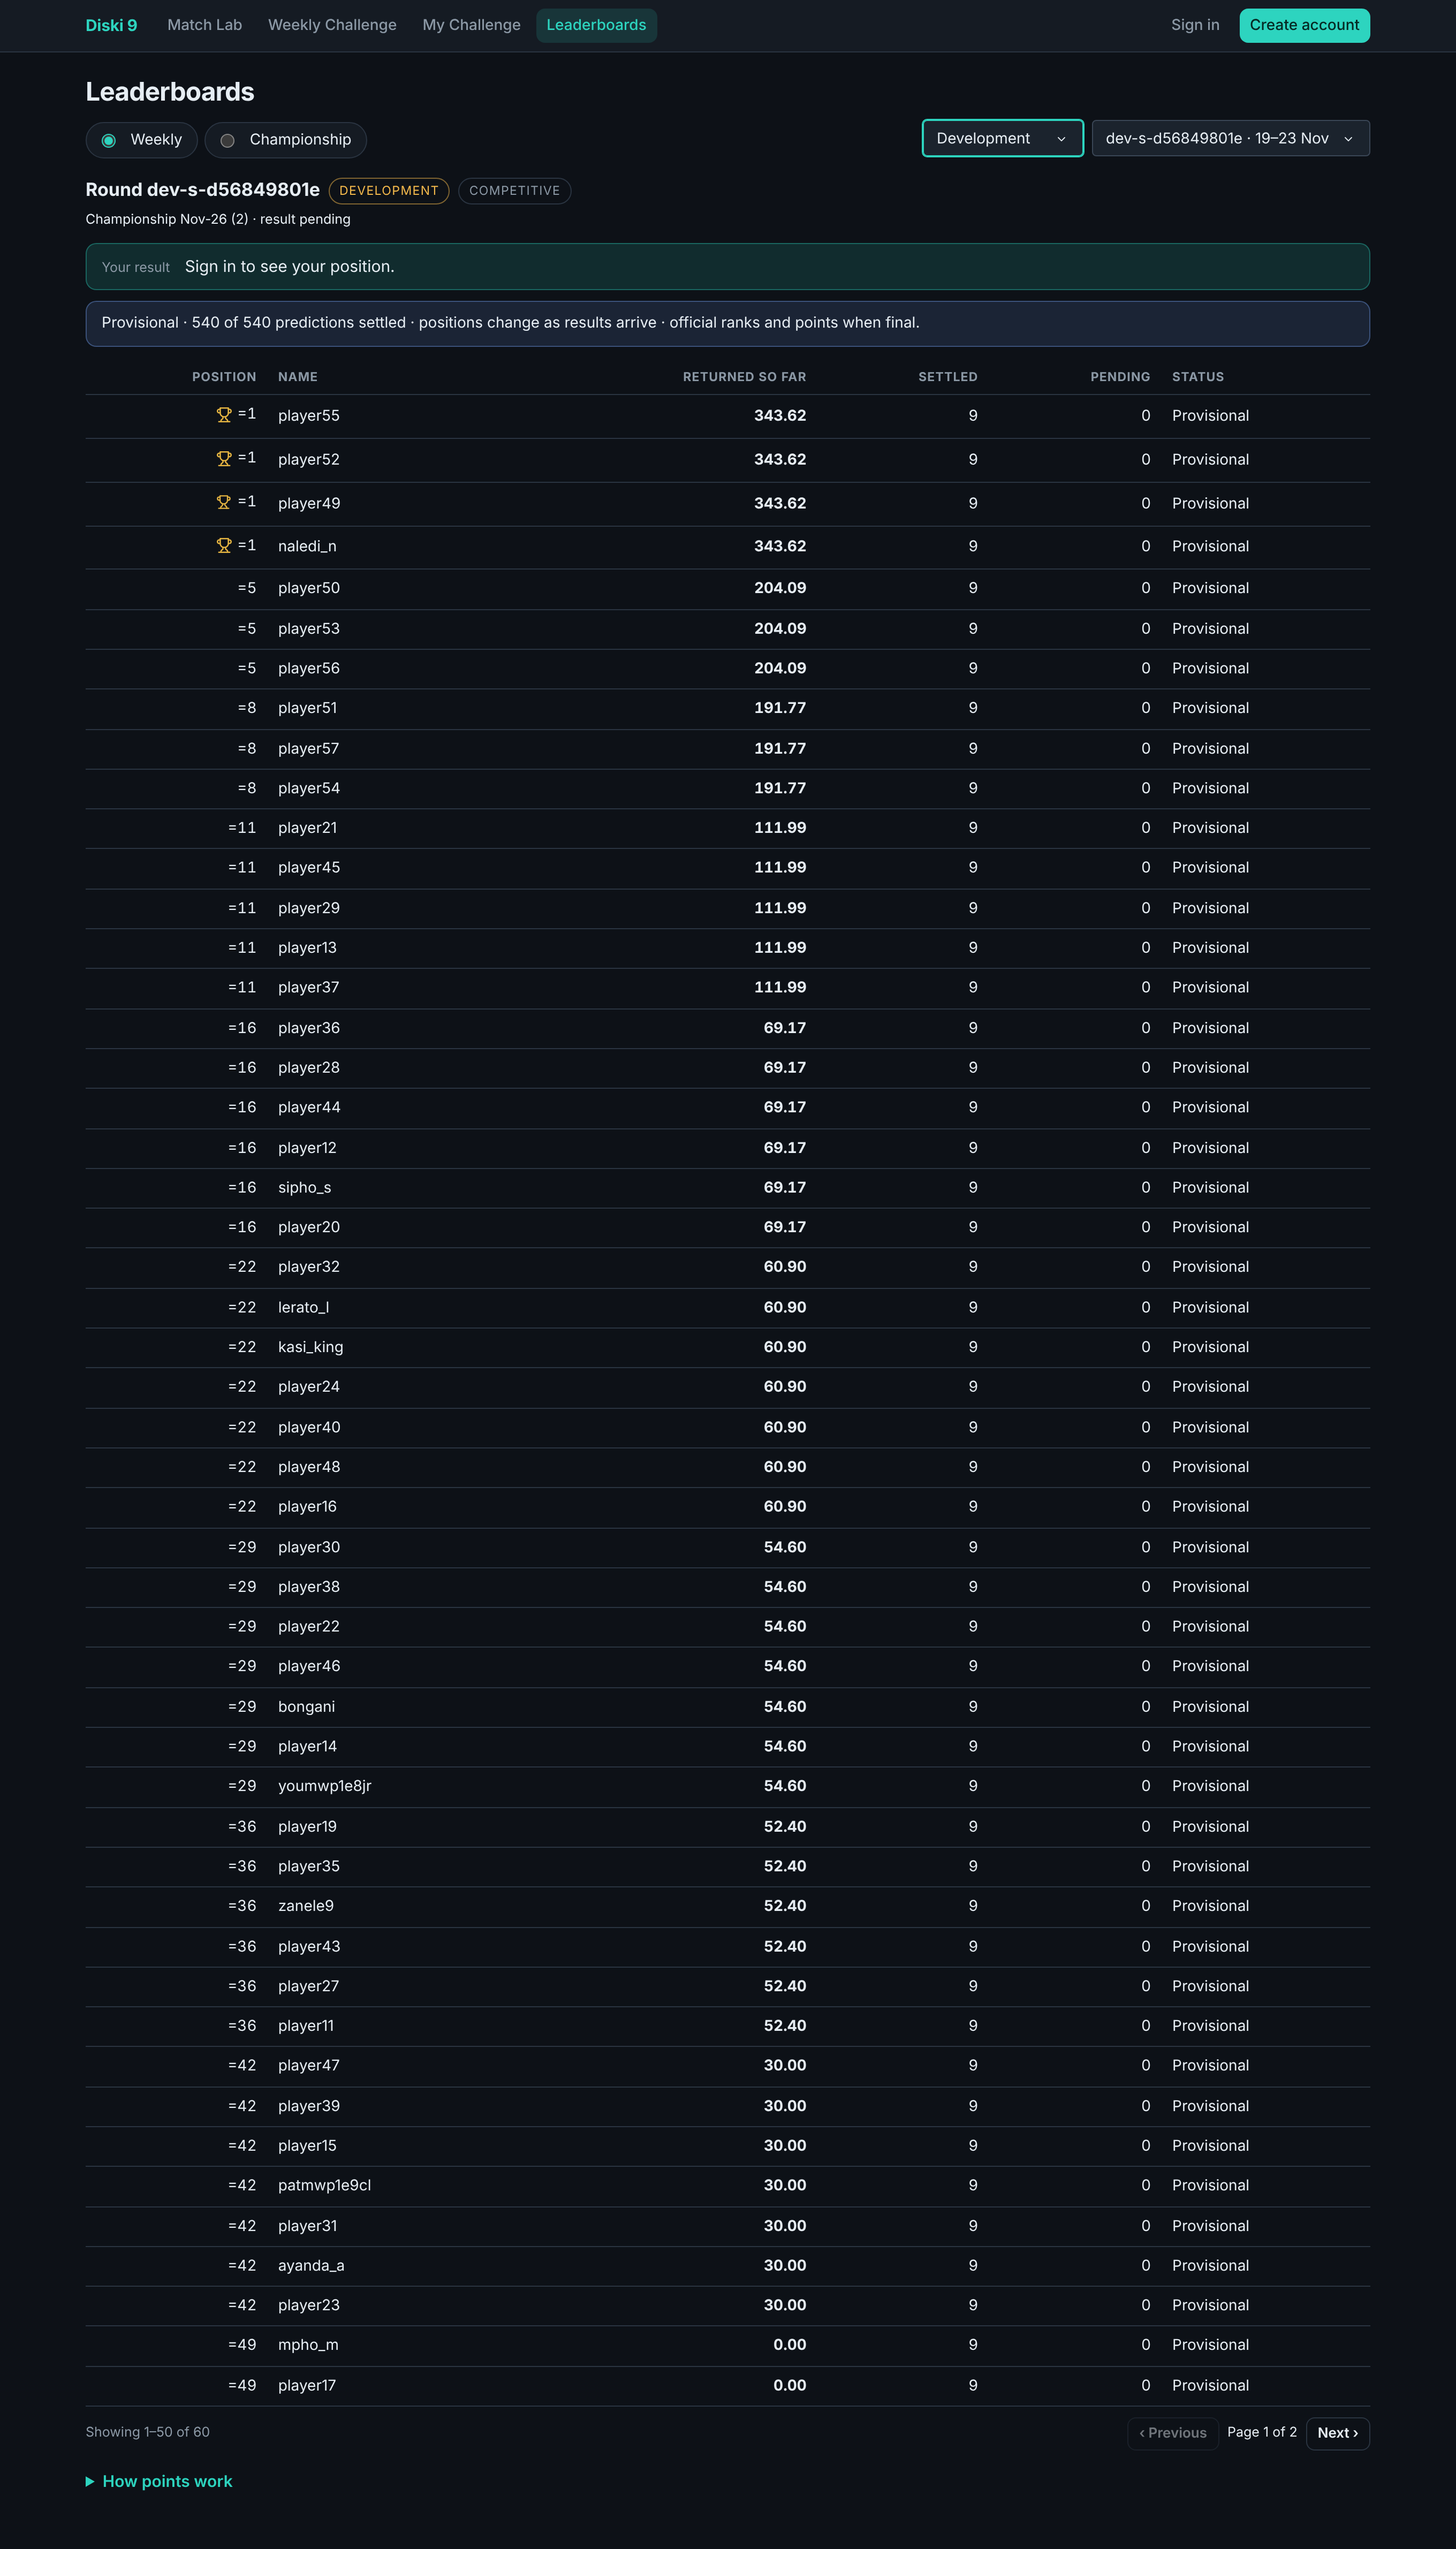 Diski 9 Match Lab Weekly Challenge My Challenge Leaderboards Sign in Create account
Leaderboards
Weekly Championship Development dev-s-d56849801e · 19–23 Nov
Round dev-s-d56849801e DEVELOPMENT COMPETITIVE
Championship Nov-26 (2) · result pending
Your result Sign in to see your position.
Provisional · 540 of 540 predictions settled · positions change as results arrive · official ranks and points when final.
POSITION NAME RETURNED SO FAR SETTLED PENDING STATUS
=1 player55 343.62 9 0 Provisional
=1 player52 343.62 9 0 Provisional
=1 player49 343.62 9 0 Provisional
=1 naledi_n 343.62 9 0 Provisional
=5 player50 204.09 9 0 Provisional
=5 player53 204.09 9 0 Provisional
=5 player56 204.09 9 0 Provisional
=8 player51 191.77 9 0 Provisional
=8 player57 191.77 9 0 Provisional
=8 player54 191.77 9 0 Provisional
=11 player21 111.99 9 0 Provisional
=11 player45 111.99 9 0 Provisional
=11 player29 111.99 9 0 Provisional
=11 player13 111.99 9 0 Provisional
=11 player37 111.99 9 0 Provisional
=16 player36 69.17 9 0 Provisional
=16 player28 69.17 9 0 Provisional
=16 player44 69.17 9 0 Provisional
=16 player12 69.17 9 0 Provisional
=16 sipho_s 69.17 9 0 Provisional
=16 player20 69.17 9 0 Provisional
=22 player32 60.90 9 0 Provisional
=22 lerato_l 60.90 9 0 Provisional
=22 kasi_king 60.90 9 0 Provisional
=22 player24 60.90 9 0 Provisional
=22 player40 60.90 9 0 Provisional
=22 player48 60.90 9 0 Provisional
=22 player16 60.90 9 0 Provisional
=29 player30 54.60 9 0 Provisional
=29 player38 54.60 9 0 Provisional
=29 player22 54.60 9 0 Provisional
=29 player46 54.60 9 0 Provisional
=29 bongani 54.60 9 0 Provisional
=29 player14 54.60 9 0 Provisional
=29 youmwp1e8jr 54.60 9 0 Provisional
=36 player19 52.40 9 0 Provisional
=36 player35 52.40 9 0 Provisional
=36 zanele9 52.40 9 0 Provisional
=36 player43 52.40 9 0 Provisional
=36 player27 52.40 9 0 Provisional
=36 player11 52.40 9 0 Provisional
=42 player47 30.00 9 0 Provisional
=42 player39 30.00 9 0 Provisional
=42 player15 30.00 9 0 Provisional
=42 patmwp1e9cl 30.00 9 0 Provisional
=42 player31 30.00 9 0 Provisional
=42 ayanda_a 30.00 9 0 Provisional
=42 player23 30.00 9 0 Provisional
=49 mpho_m 0.00 9 0 Provisional
=49 player17 0.00 9 0 Provisional
Showing 1–50 of 60 ‹ Previous Page 1 of 2 Next ›
How points work